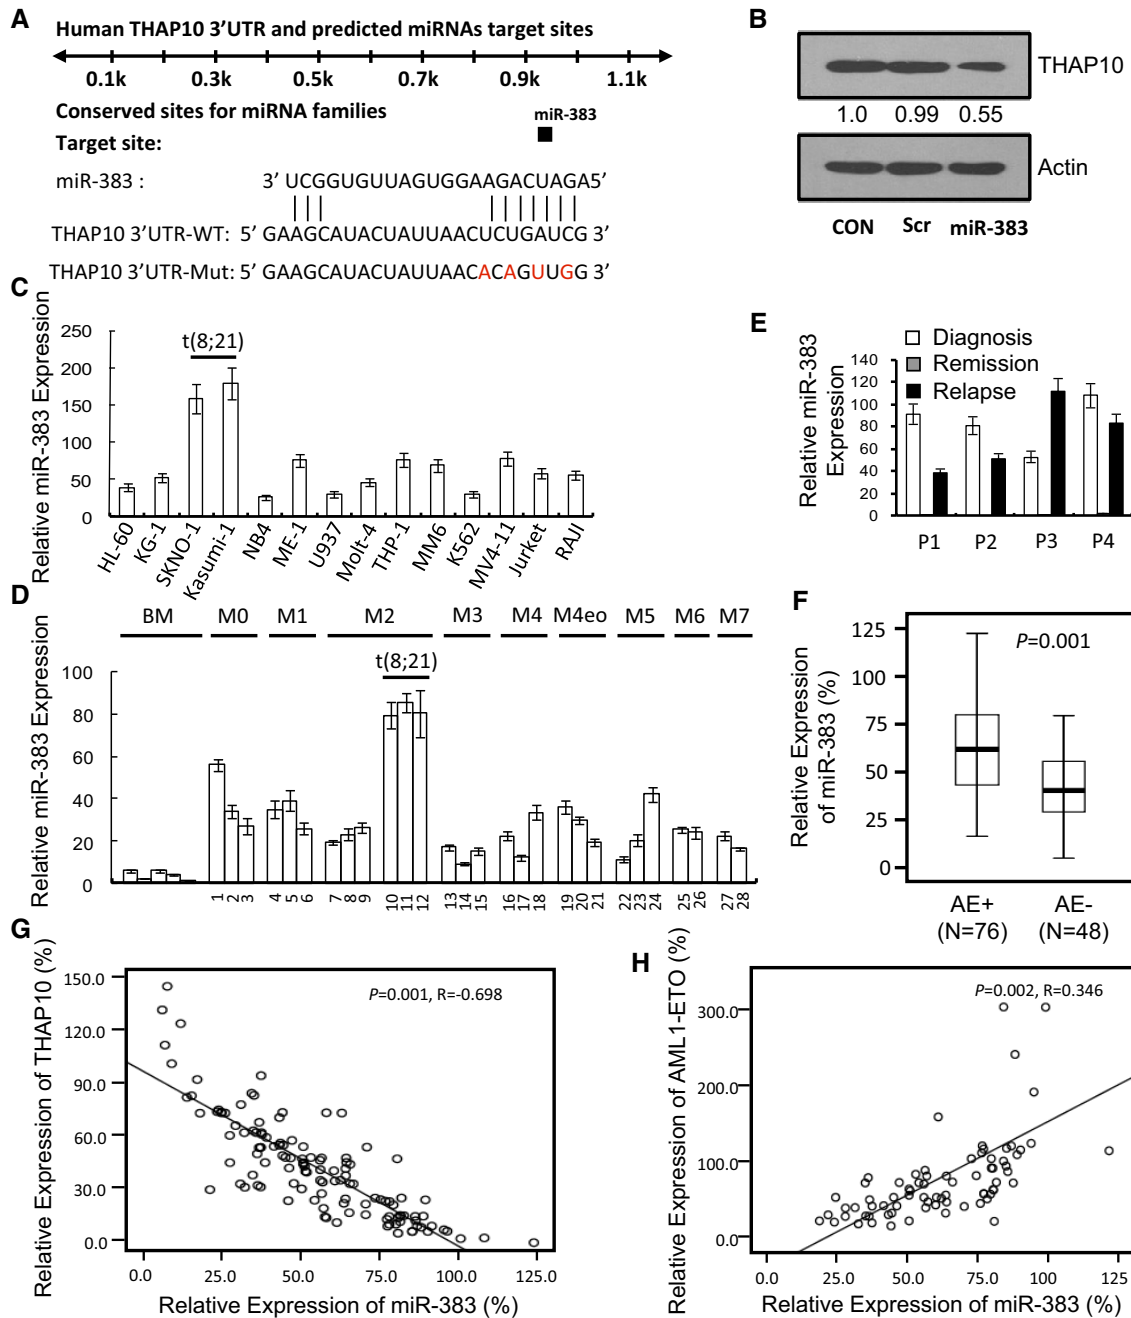 A
Human THAP10 3’UTR and predicted miRNAs target sites
0.1k 0.3k 0.5k 0.7k 0.9k 1.1k
Conserved sites for miRNA families
miR-383
Target site:
miR-383 : 3’ UCGGUGUUAGUGGAAGACUAGA5’
THAP10 3’UTR-WT: 5’ GAAGCAUACUAUUAACUCUGAUCG 3’
THAP10 3’UTR-Mut: 5’ GAAGCAUACUAUUAACACAGUUGG 3’
B
THAP10
1.0 0.99 0.55
Actin
CON Scr miR-383
C
Relative miR-383 Expression
250
200
150
100
50
0
t(8;21)
HL-60 KG-1 SKNO-1 Kasumi-1 NB4 ME-1 U937 Molt-4 THP-1 MM6 K562 MV4-11 Jurket RAJI
E
Relative miR-383
Expression
Diagnosis
Remission
Relapse
140
120
100
80
60
40
20
0
P1 P2 P3 P4
D
BM M0 M1 M2 M3 M4 M4eo M5 M6 M7
t(8;21)
Relative miR-383 Expression
100
80
60
40
20
0
1 2 3 4 5 6 7 8 9 10 11 12 13 14 15 16 17 18 19 20 21 22 23 24 25 26 27 28
F
Relative Expression
of miR-383 (%)
P=0.001
125
100
75
50
25
0
AE+ AE-
(N=76) (N=48)
G
Relative Expression of THAP10 (%)
P=0.001, R=-0.698
150.0
120.0
90.0
60.0
30.0
0.0
0.0 25.0 50.0 75.0 100.0 125.0
Relative Expression of miR-383 (%)
H
Relative Expression of AML1-ETO (%)
P=0.002, R=0.346
300.0
200.0
100.0
0.0
0.0 25.0 50.0 75.0 100 125
Relative Expression of miR-383 (%)